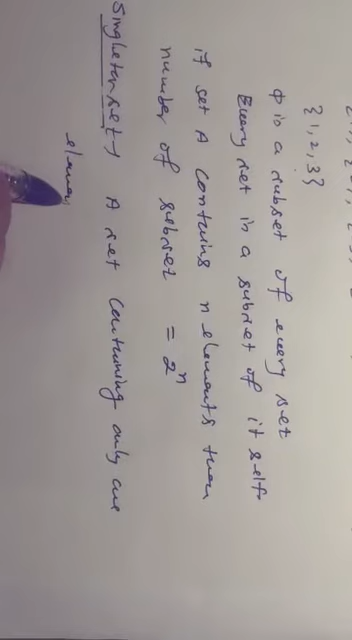 {1,2,3}
Φ is a subset of every set
Every set is a subset of it self
if set A contains n elements then
number of subset = 2ⁿ
Singleton set, A set containing only one
elemen